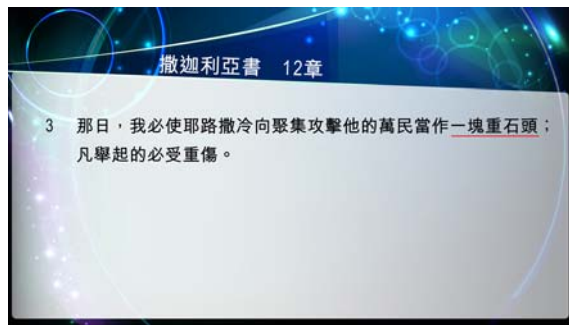 撒迦利亞書 12章
3 那日，我必使耶路撒冷向聚集攻擊他的萬民當作一塊重石頭；
凡舉起的必受重傷。